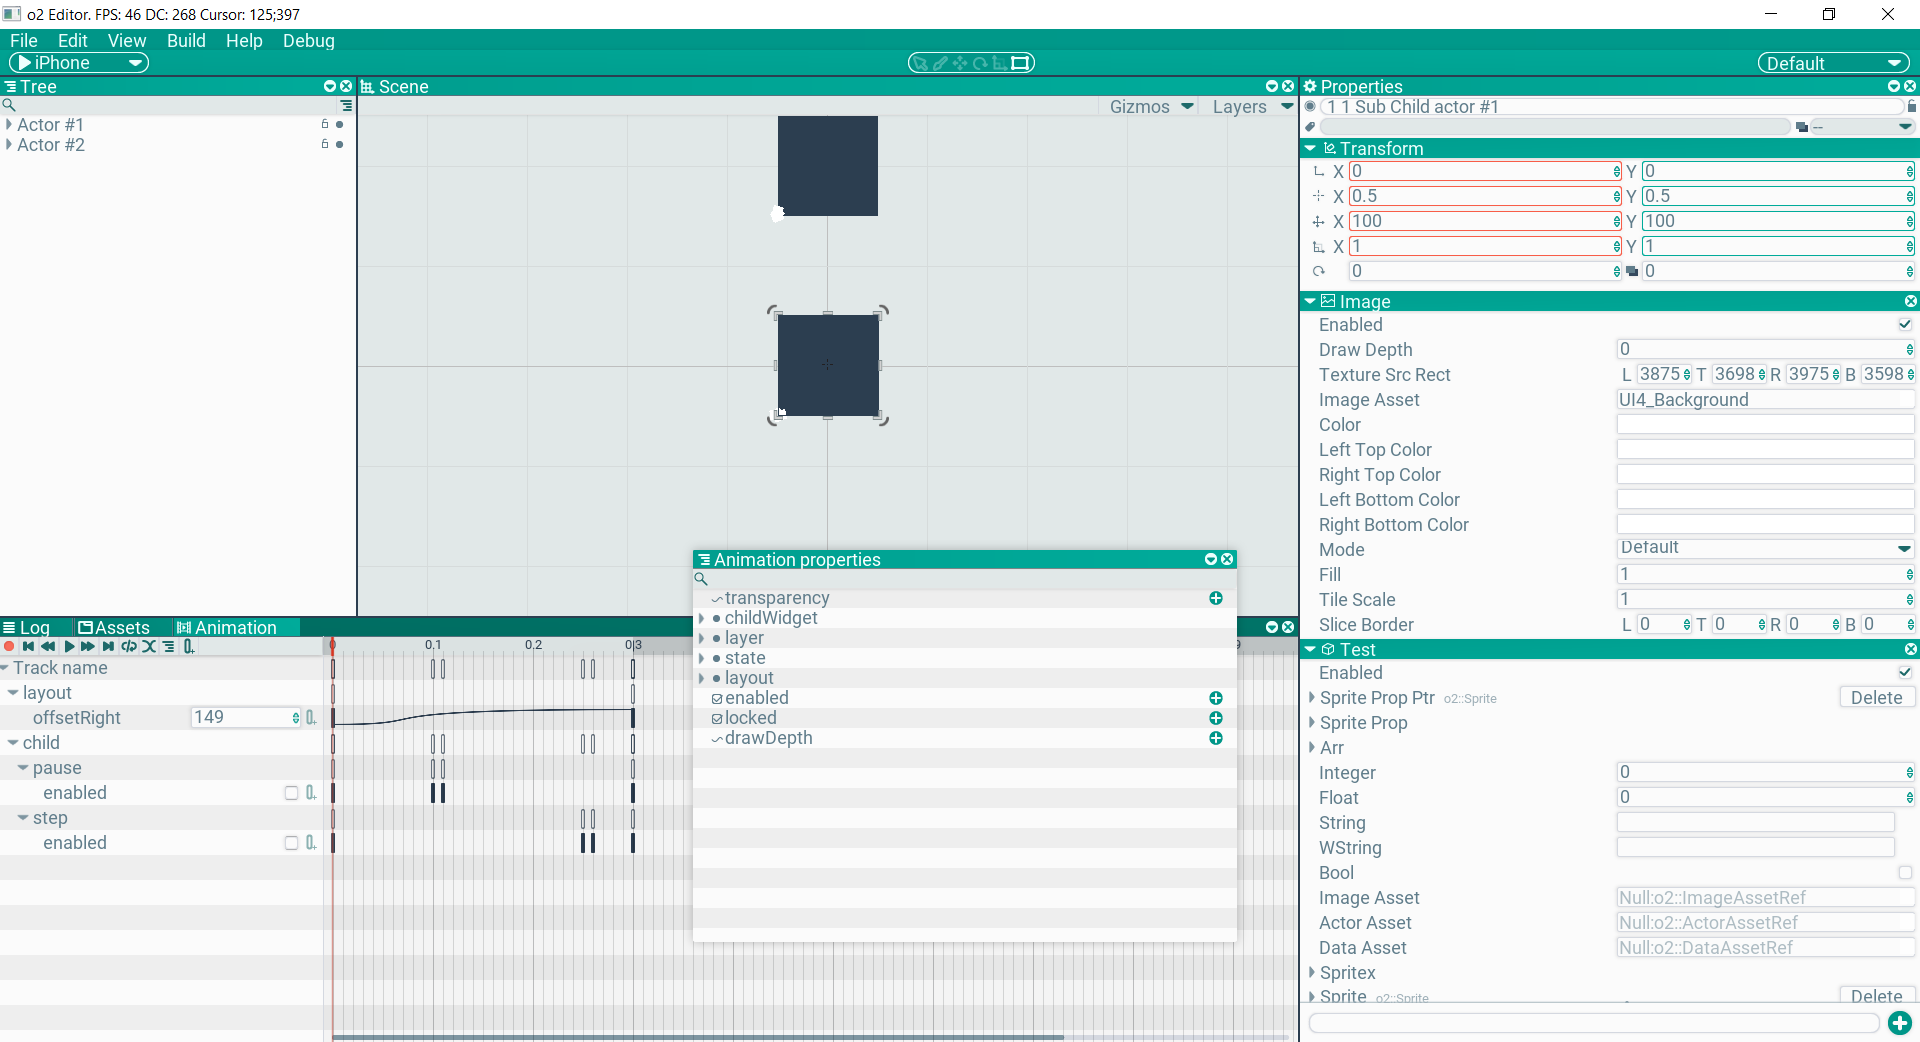 o2 Editor. FPS: 46 DC: 268 Cursor: 125;397
File Edit View Build Help Debug
iPhone
Default
Tree
Actor #1
Actor #2
Scene
Gizmos Layers
Log Assets Animation
0 0,1 0,2 0,3
Track name
layout
offsetRight 149
child
pause
enabled
step
enabled
Animation properties
transparency
childWidget
layer
state
layout
enabled
locked
drawDepth
Properties
1 1 Sub Child actor #1
--
Transform
X 0 Y 0
X 0.5 Y 0.5
X 100 Y 100
X 1 Y 1
0 0
Image
Enabled
Draw Depth 0
Texture Src Rect L 3875 T 3698 R 3975 B 3598
Image Asset UI4_Background
Color
Left Top Color
Right Top Color
Left Bottom Color
Right Bottom Color
Mode Default
Fill 1
Tile Scale 1
Slice Border L 0 T 0 R 0 B 0
Test
Enabled
Sprite Prop Ptr o2::Sprite Delete
Sprite Prop
Arr
Integer 0
Float 0
String
WString
Bool
Image Asset Null:o2::ImageAssetRef
Actor Asset Null:o2::ActorAssetRef
Data Asset Null:o2::DataAssetRef
Spritex
Sprite o2::Sprite Delete